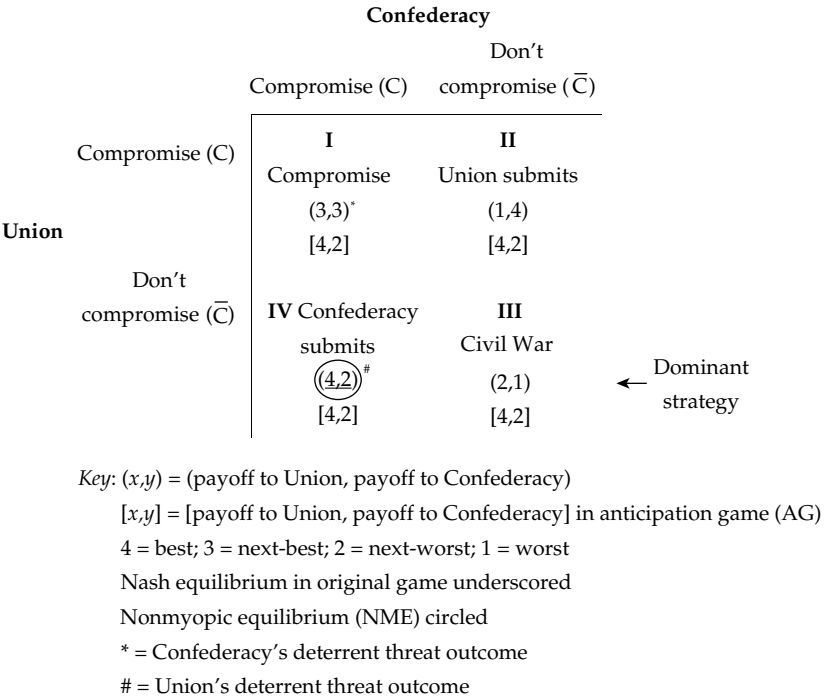 Confederacy
Don't
Compromise (C) compromise (C̅)
I II
Compromise (C)
Compromise Union submits
(3,3)* (1,4)
Union
[4,2] [4,2]
Don't
compromise (C̅)
IV Confederacy III
submits Civil War
(4,2)# (2,1)
Dominant
strategy
[4,2] [4,2]
Key: (x,y) = (payoff to Union, payoff to Confederacy)
[x,y] = [payoff to Union, payoff to Confederacy] in anticipation game (AG)
4 = best; 3 = next-best; 2 = next-worst; 1 = worst
Nash equilibrium in original game underscored
Nonmyopic equilibrium (NME) circled
* = Confederacy's deterrent threat outcome
# = Union's deterrent threat outcome